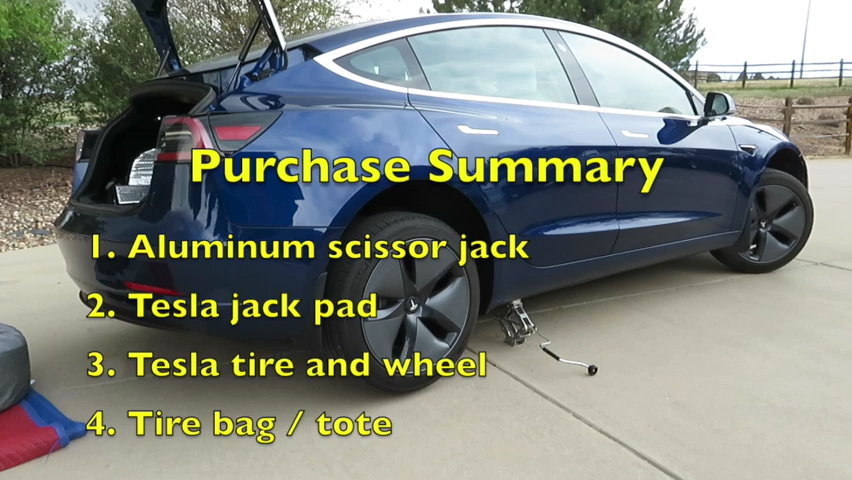 Purchase Summary
1. Aluminum scissor jack
2. Tesla jack pad
3. Tesla tire and wheel
4. Tire bag / tote